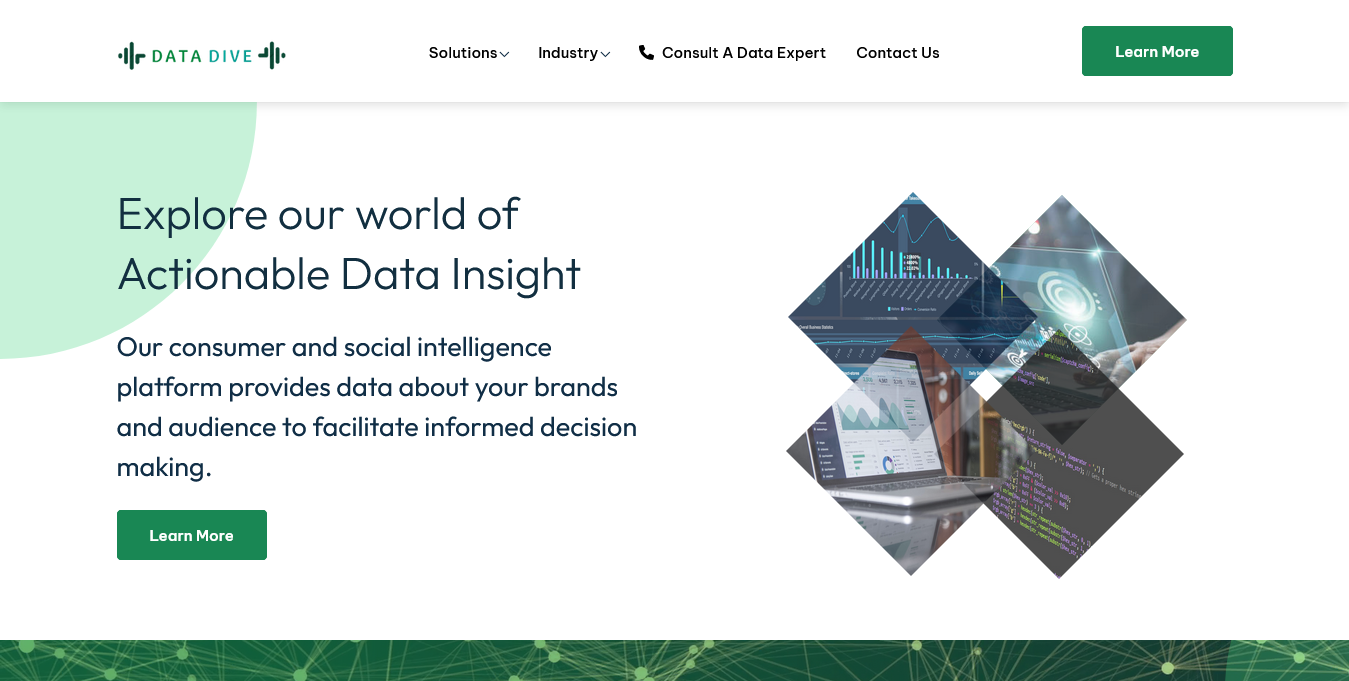 DATA DIVE
Solutions
Industry
Consult A Data Expert
Contact Us
Learn More
Explore our world of
Actionable Data Insight
Our consumer and social intelligence
platform provides data about your brands
and audience to facilitate informed decision
making.
Learn More